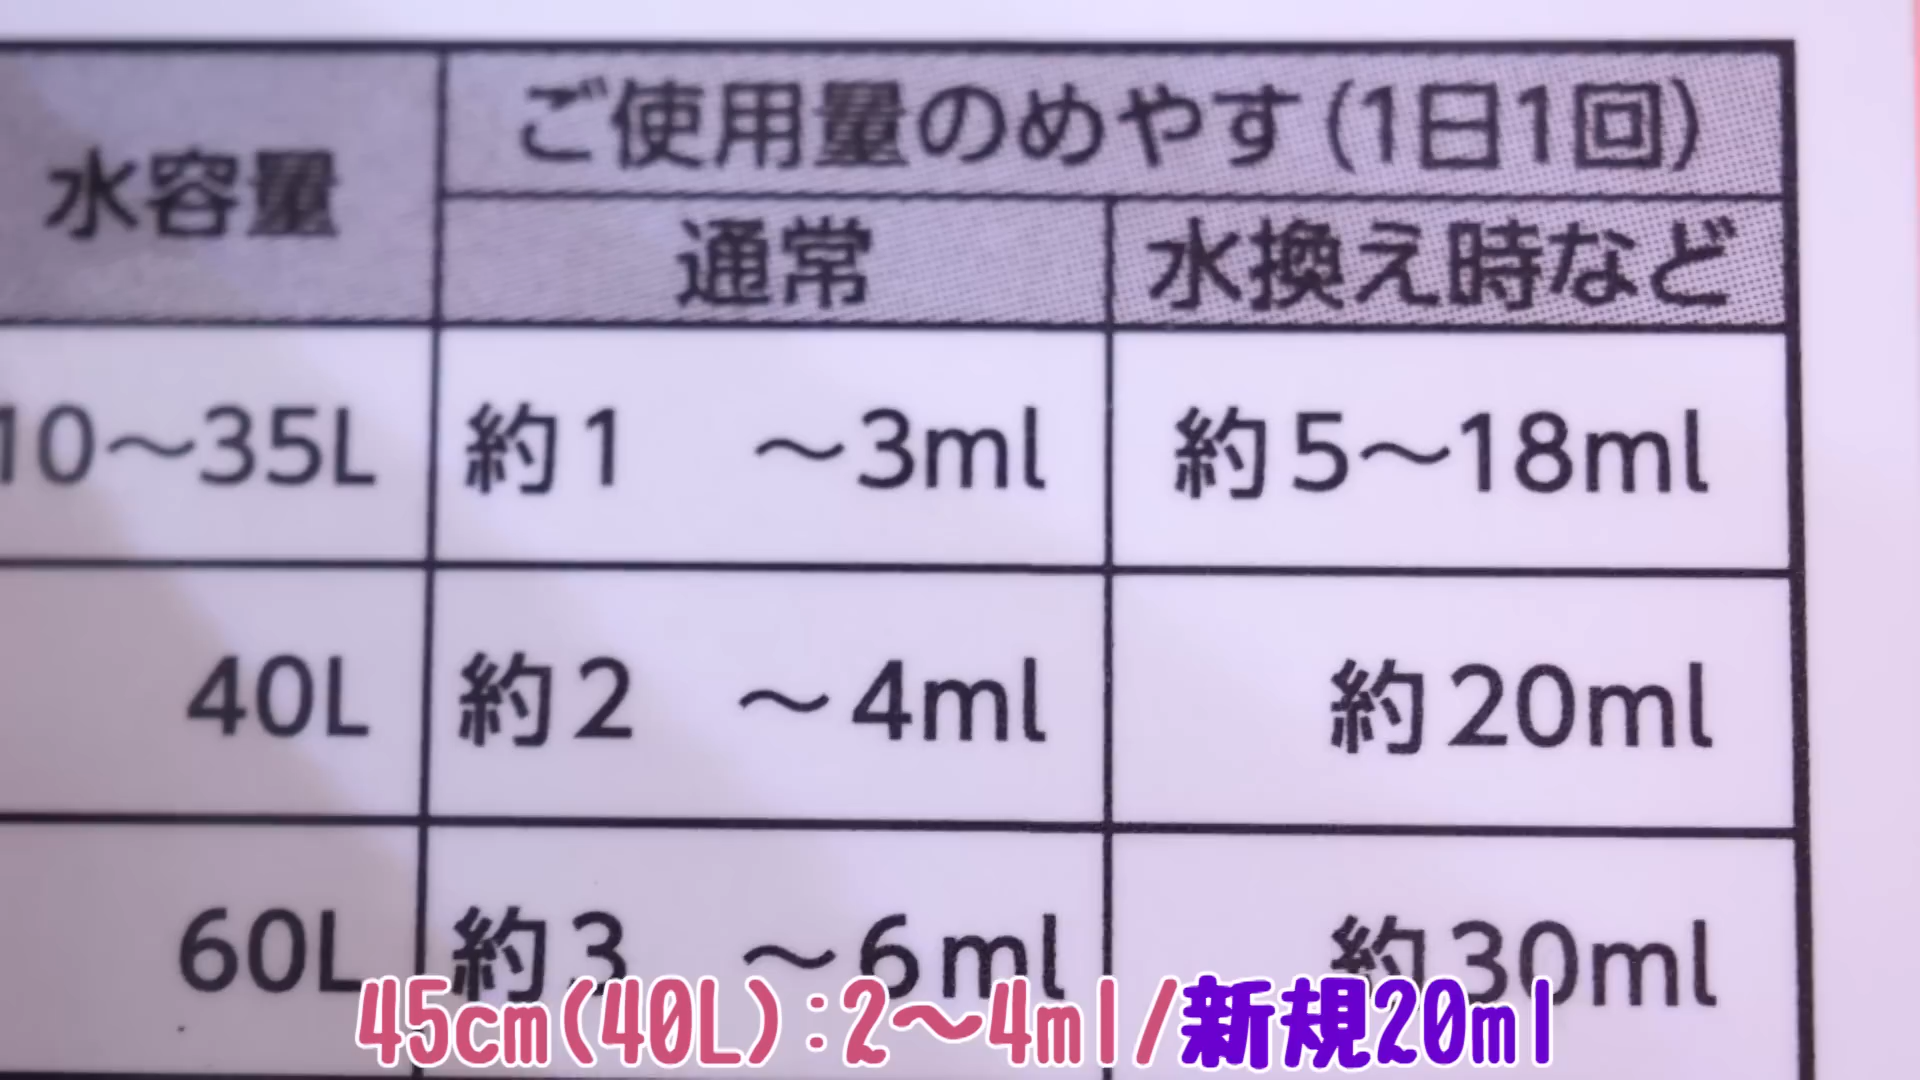 ご使用量のめやす(1日1回)
水容量 通常 水換え時など
10～35L 約1 ～3ml 約5～18ml
40L 約2 ～4ml 約20ml
60L 約3 ～6ml 約30ml
45cm(40L):2～4ml/新規20ml